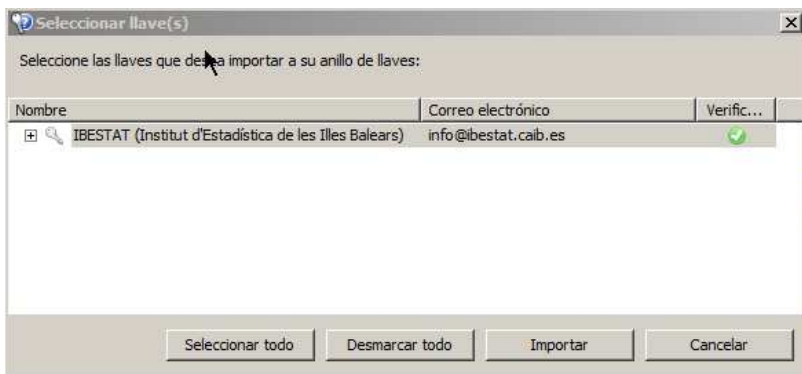 Seleccionar llave(s)
Seleccione las llaves que desea importar a su anillo de llaves:
Nombre Correo electrónico Verific...
IBESTAT (Institut d'Estadística de les Illes Balears) info@ibestat.caib.es
Seleccionar todo Desmarcar todo Importar Cancelar